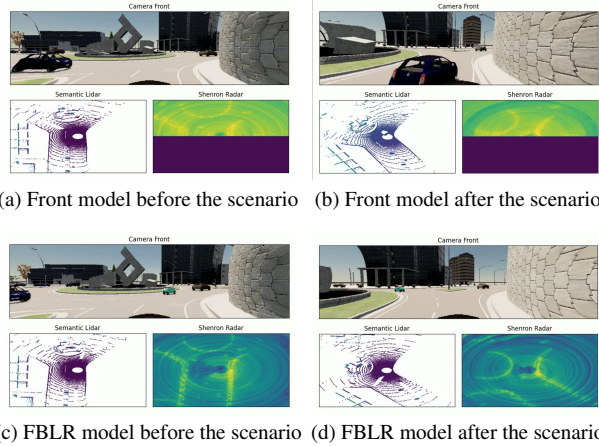 Camera Front
Camera Front
Semantic Lidar
Shenron Radar
Semantic Lidar
Shenron Radar
a) Front model before the scenario
(b) Front model after the scenario
Camera Front
Camera Front
Semantic Lidar
Shenron Radar
Semantic Lidar
Shenron Radar
c) FBLR model before the scenario
(d) FBLR model after the scenario